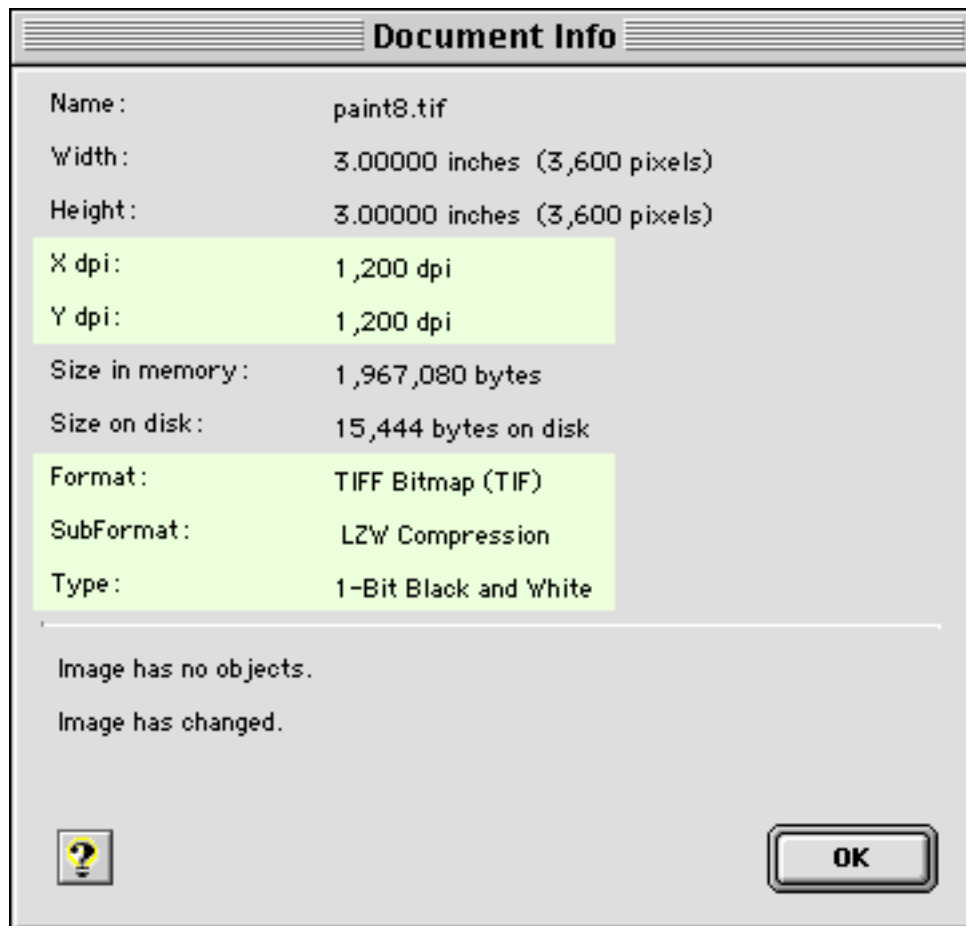 Document Info
Name: paint8.tif
Width: 3.00000 inches (3,600 pixels)
Height: 3.00000 inches (3,600 pixels)
X dpi: 1,200 dpi
Y dpi: 1,200 dpi
Size in memory: 1,967,080 bytes
Size on disk: 15,444 bytes on disk
Format: TIFF Bitmap (TIF)
SubFormat: LZW Compression
Type: 1-Bit Black and White
Image has no objects.
Image has changed.
? OK